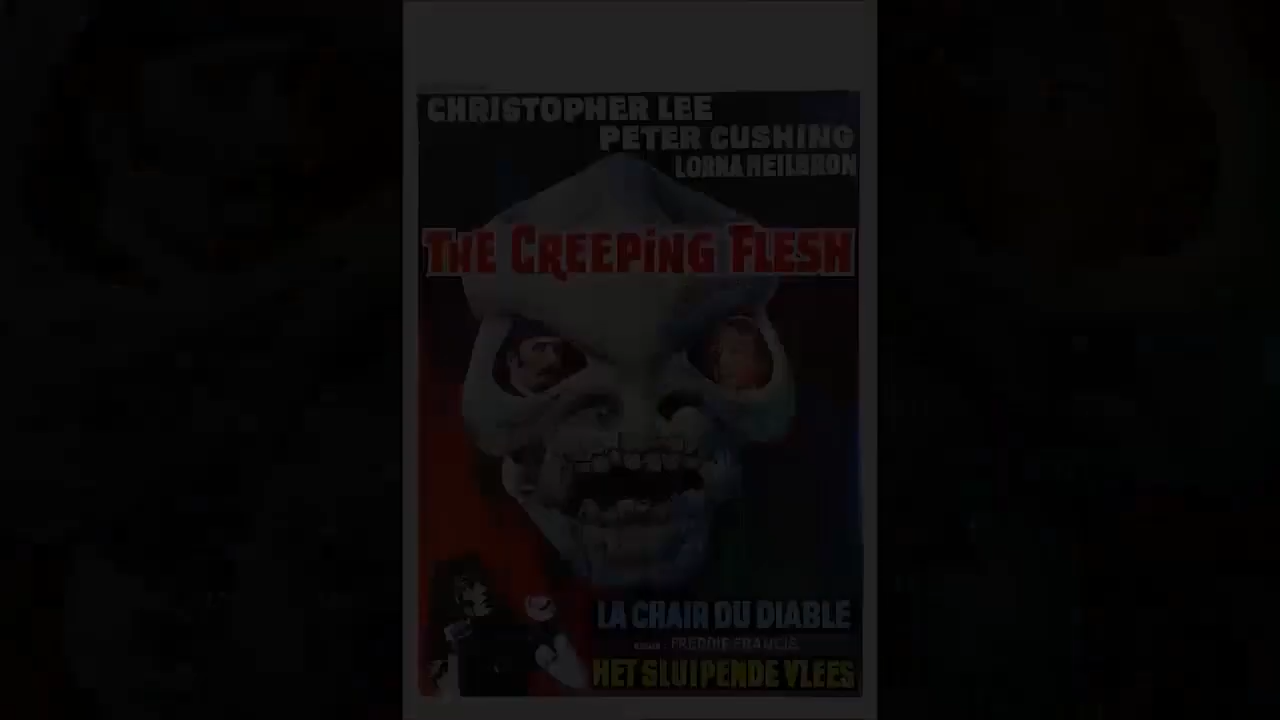 CHRISTOPHER LEE
PETER CUSHING
LORNA HEILBRON
THE CREEPING FLESH
LA CHAIR DU DIABLE
FREDDIE FRANCIS
HET SLUIPENDE VLEES